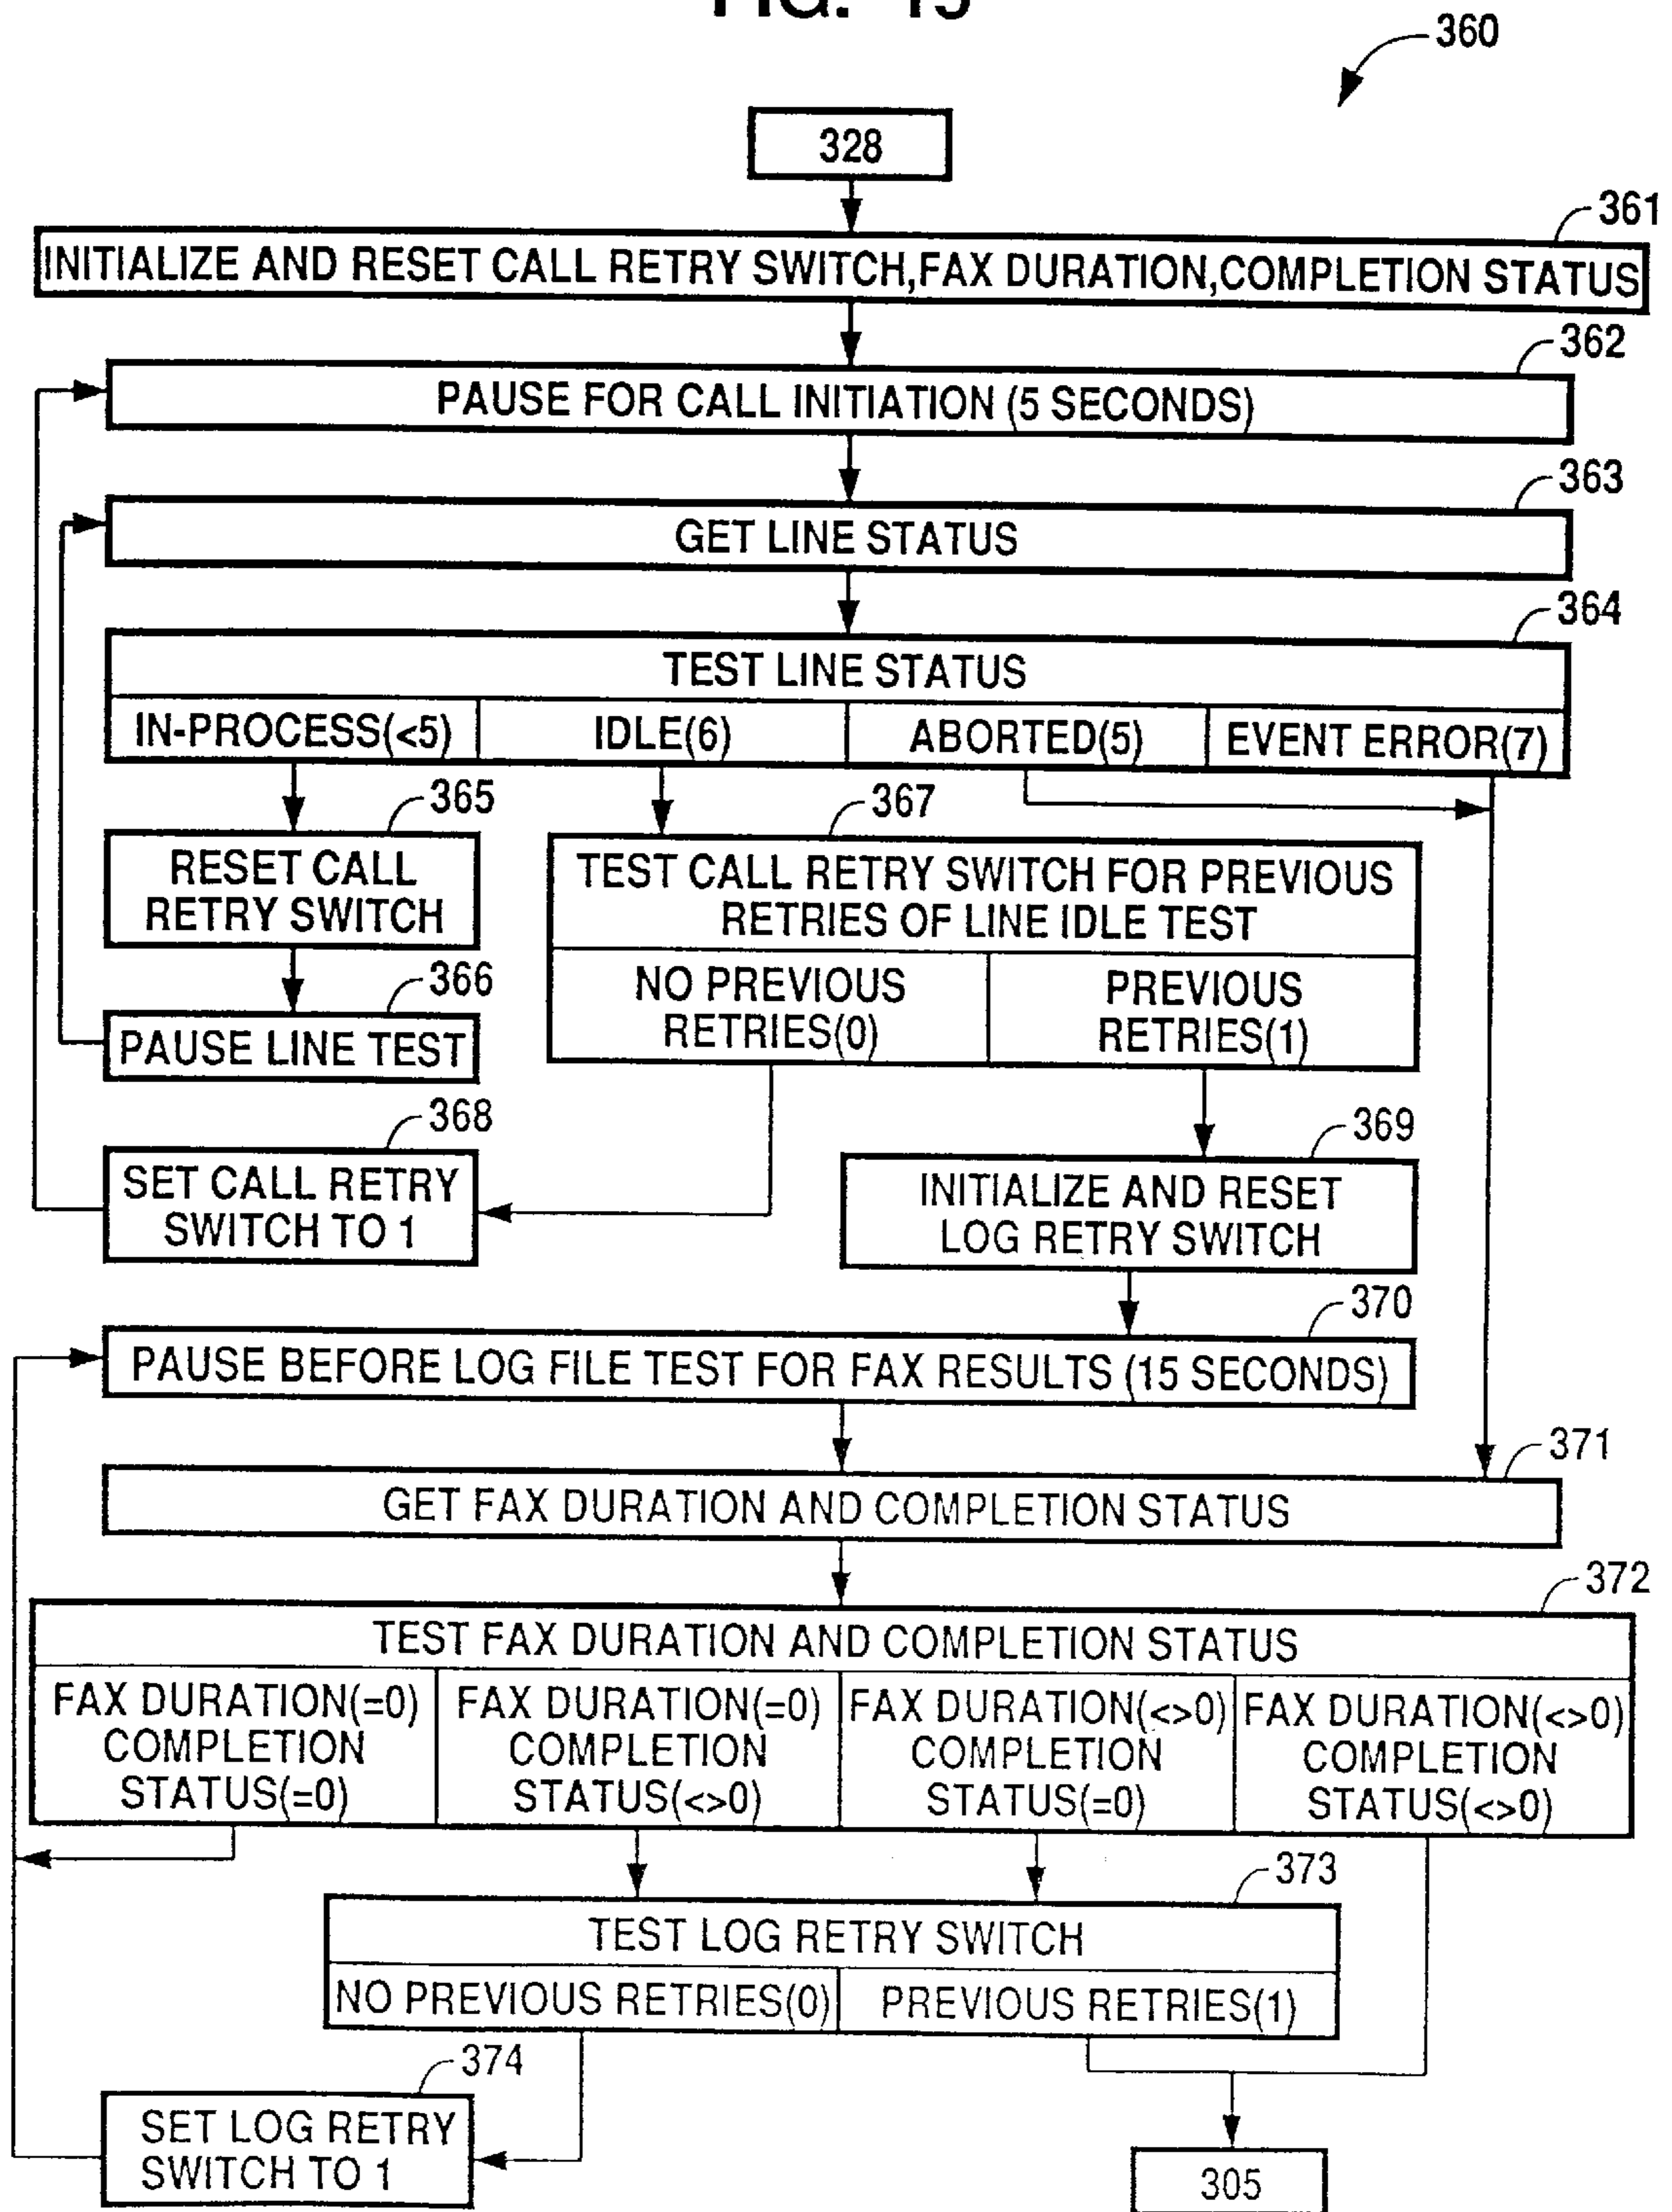 360
328
361
INITIALIZE AND RESET CALL RETRY SWITCH,FAX DURATION,COMPLETION STATUS
362
PAUSE FOR CALL INITIATION (5 SECONDS)
363
GET LINE STATUS
364
TEST LINE STATUS
IN-PROCESS(<5)
IDLE(6)
ABORTED(5)
EVENT ERROR(7)
365
RESET CALL
RETRY SWITCH
366
PAUSE LINE TEST
367
TEST CALL RETRY SWITCH FOR PREVIOUS
RETRIES OF LINE IDLE TEST
NO PREVIOUS
RETRIES(0)
PREVIOUS
RETRIES(1)
368
SET CALL RETRY
SWITCH TO 1
369
INITIALIZE AND RESET
LOG RETRY SWITCH
370
PAUSE BEFORE LOG FILE TEST FOR FAX RESULTS (15 SECONDS)
371
GET FAX DURATION AND COMPLETION STATUS
372
TEST FAX DURATION AND COMPLETION STATUS
FAX DURATION(=0)
COMPLETION
STATUS(=0)
FAX DURATION(=0)
COMPLETION
STATUS(<>0)
FAX DURATION(<>0)
COMPLETION
STATUS(=0)
FAX DURATION(<>0)
COMPLETION
STATUS(<>0)
373
TEST LOG RETRY SWITCH
NO PREVIOUS RETRIES(0)
PREVIOUS RETRIES(1)
374
SET LOG RETRY
SWITCH TO 1
305